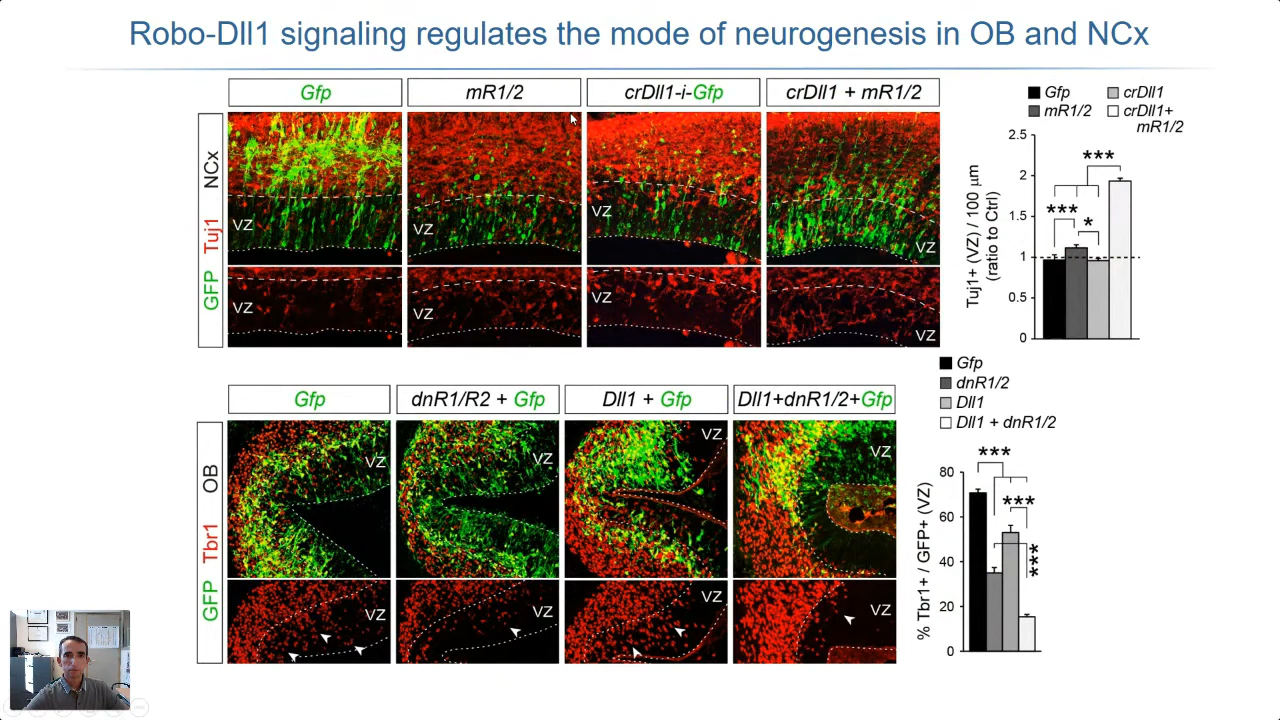 Robo-Dll1 signaling regulates the mode of neurogenesis in OB and NCx
Gfp
mR1/2
crDll1-i-Gfp
crDll1 + mR1/2
GFP Tuj1 NCx
VZ
VZ
VZ
VZ
VZ
VZ
VZ
VZ
Gfp
crDll1
mR1/2
crDll1+
mR1/2
Tuj1+ (VZ) / 100 μm
(ratio to Ctrl)
2.5
2
1.5
1
0.5
0
***
***
*
Gfp
dnR1/R2 + Gfp
Dll1 + Gfp
Dll1+dnR1/2+Gfp
GFP Tbr1 OB
VZ
VZ
VZ
VZ
VZ
VZ
VZ
VZ
Gfp
dnR1/2
Dll1
Dll1 + dnR1/2
% Tbr1+ / GFP+ (VZ)
80
60
40
20
0
***
***
***